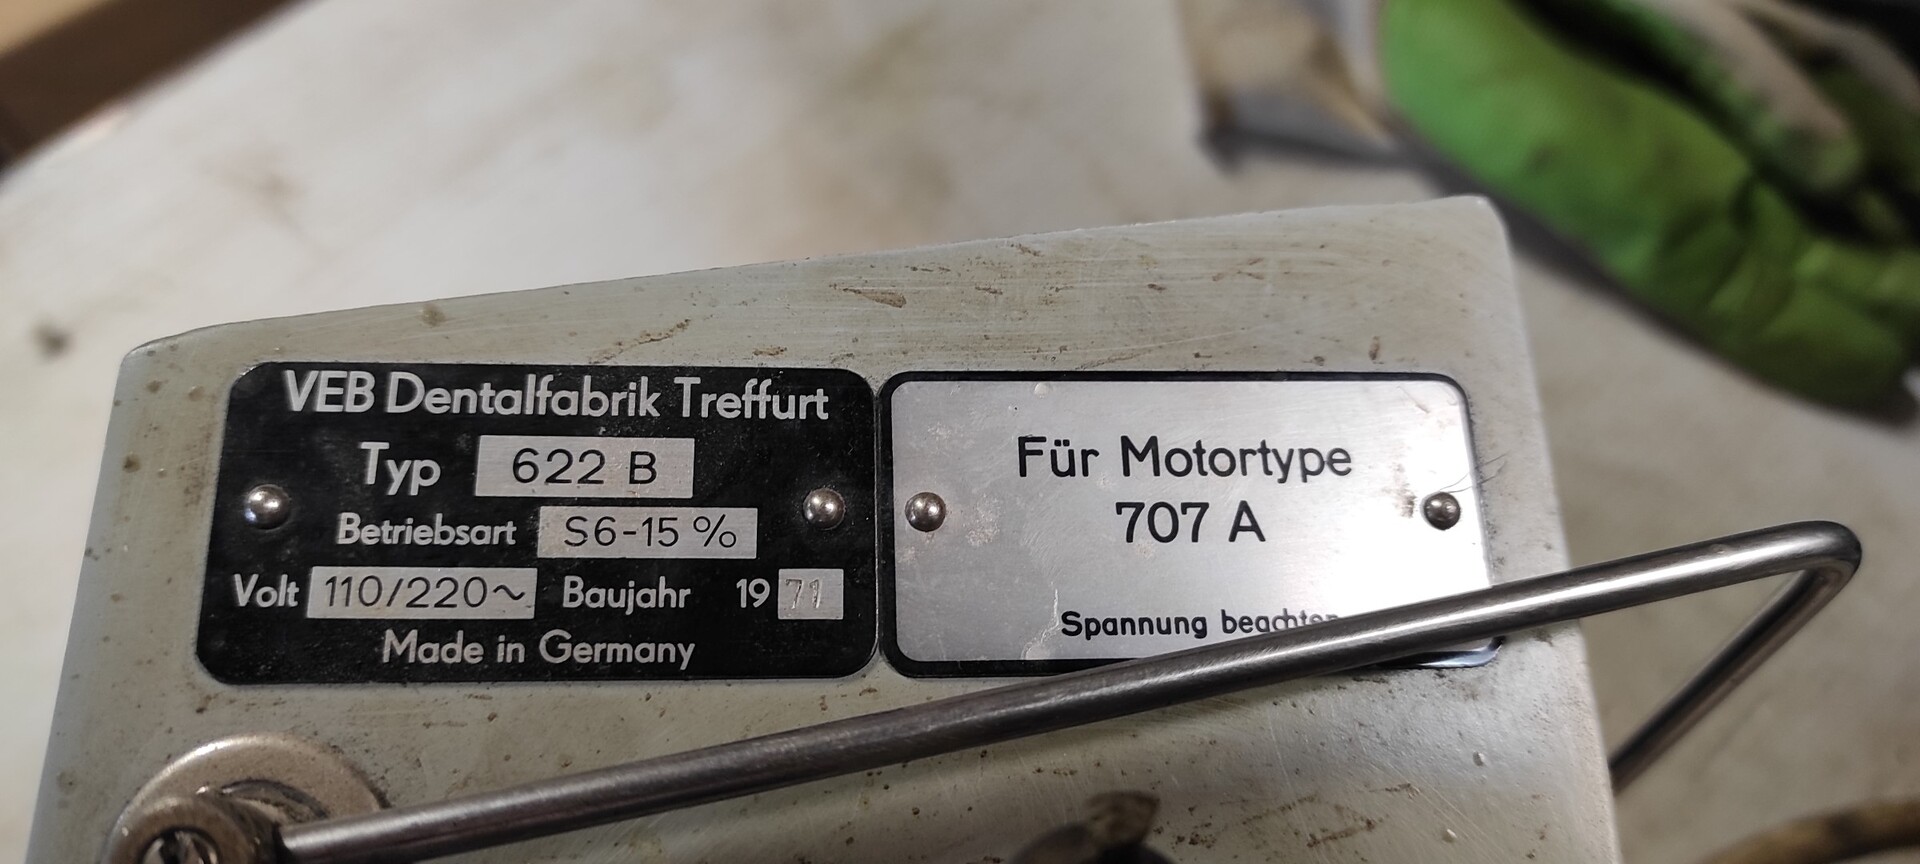 VEB Dentalfabrik Treffurt
Typ 622 B
Betriebsart S6-15 %
Volt 110/220~ Baujahr 1971
Made in Germany
Für Motortype
707 A
Spannung beachten